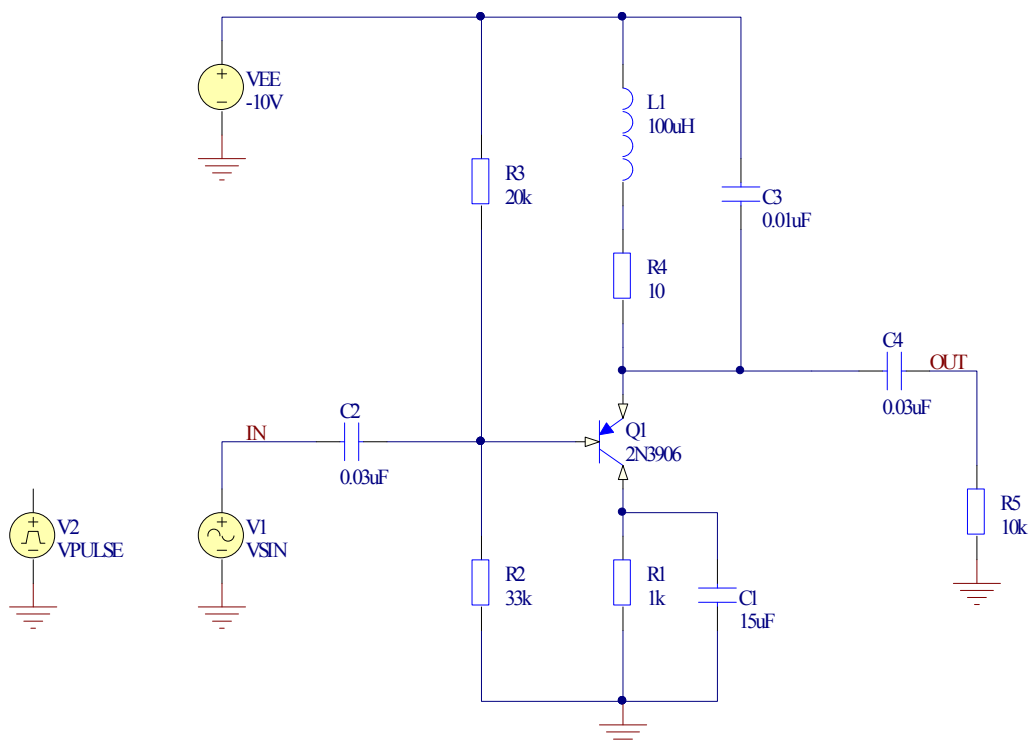 VEE
-10V
L1
100uH
R3
20k
C3
0.01uF
R4
10
C4
OUT
0.03uF
C2
IN
0.03uF
Q1
2N3906
R5
10k
V2
VPULSE
V1
VSIN
R2
33k
R1
1k
C1
15uF